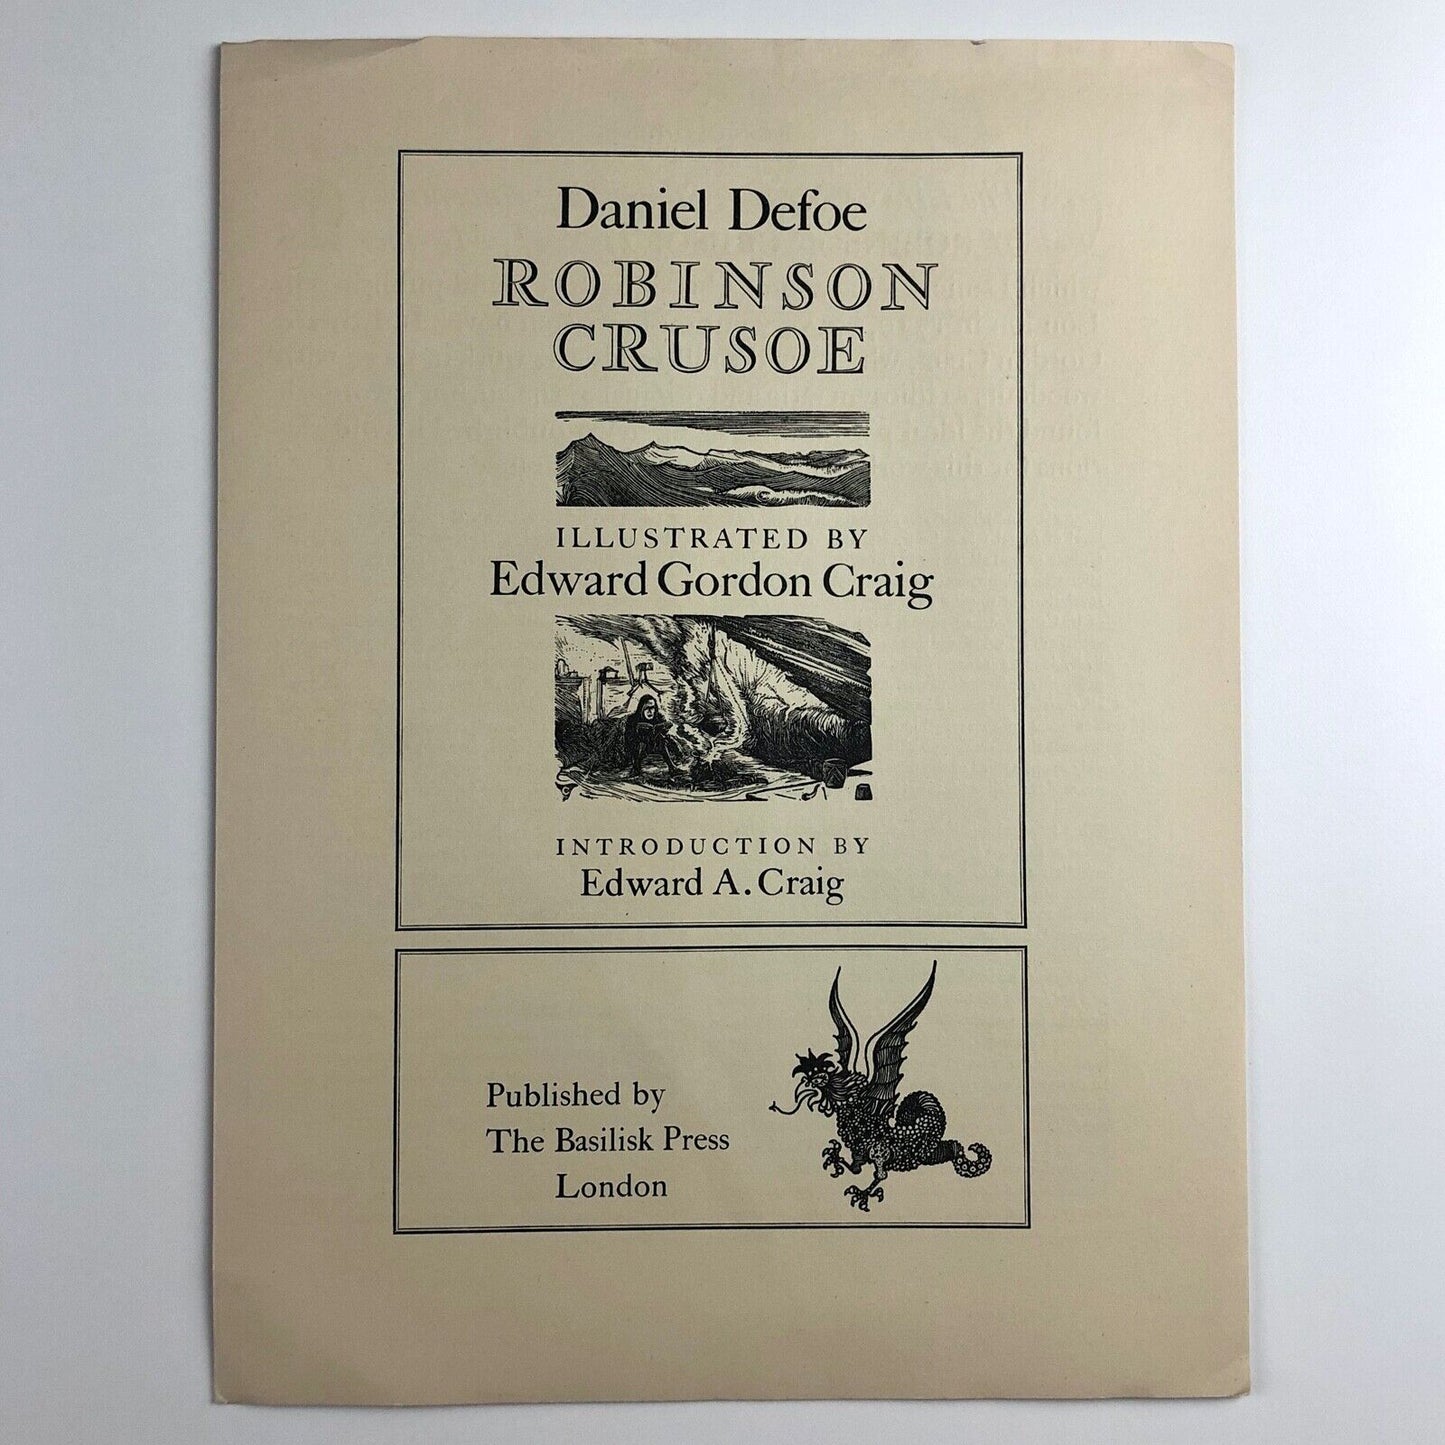 Daniel Defoe
ROBINSON
CRUSOE
ILLUSTRATED BY
Edward Gordon Craig
INTRODUCTION BY
Edward A. Craig
Published by
The Basilisk Press
London